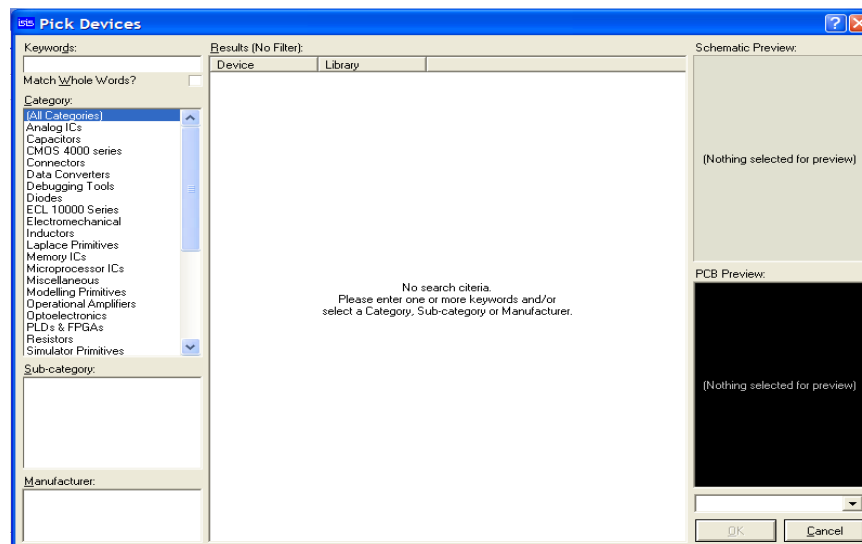 isis Pick Devices
Keywords:
Match Whole Words?
Category:
(All Categories)
Analog ICs
Capacitors
CMOS 4000 series
Connectors
Data Converters
Debugging Tools
Diodes
ECL 10000 Series
Electromechanical
Inductors
Laplace Primitives
Memory ICs
Microprocessor ICs
Miscellaneous
Modelling Primitives
Operational Amplifiers
Optoelectronics
PLDs & FPGAs
Resistors
Simulator Primitives
Sub-category:
Manufacturer:
Results (No Filter):
Device Library
No search citeria.
Please enter one or more keywords and/or
select a Category, Sub-category or Manufacturer.
Schematic Preview:
(Nothing selected for preview)
PCB Preview:
(Nothing selected for preview)
OK Cancel